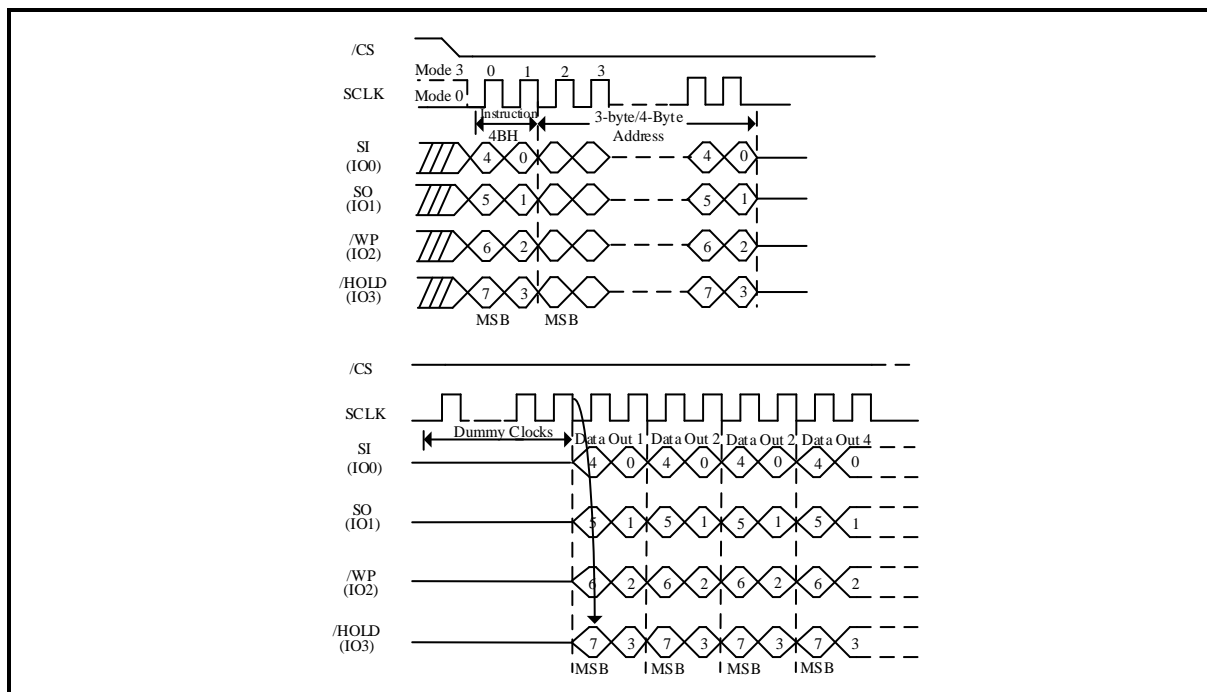 /CS
Mode 3 0 1 2 3
SCLK Mode 0
Instruction 3-byte/4-Byte
4BH Address
SI
(IO0) 4 0 4 0
SO
(IO1) 5 1 5 1
/WP
(IO2) 6 2 6 2
/HOLD
(IO3) 7 3 7 3
MSB MSB
/CS
SCLK
Dummy Clocks Data Out 1 Data Out 2 Data Out 2 Data Out 4
SI
(IO0) 4 0 4 0 4 0 4 0
SO
(IO1) 5 1 5 1 5 1 5 1
/WP
(IO2) 6 2 6 2 6 2 6 2
/HOLD
(IO3) 7 3 7 3 7 3 7 3
MSB MSB MSB MSB